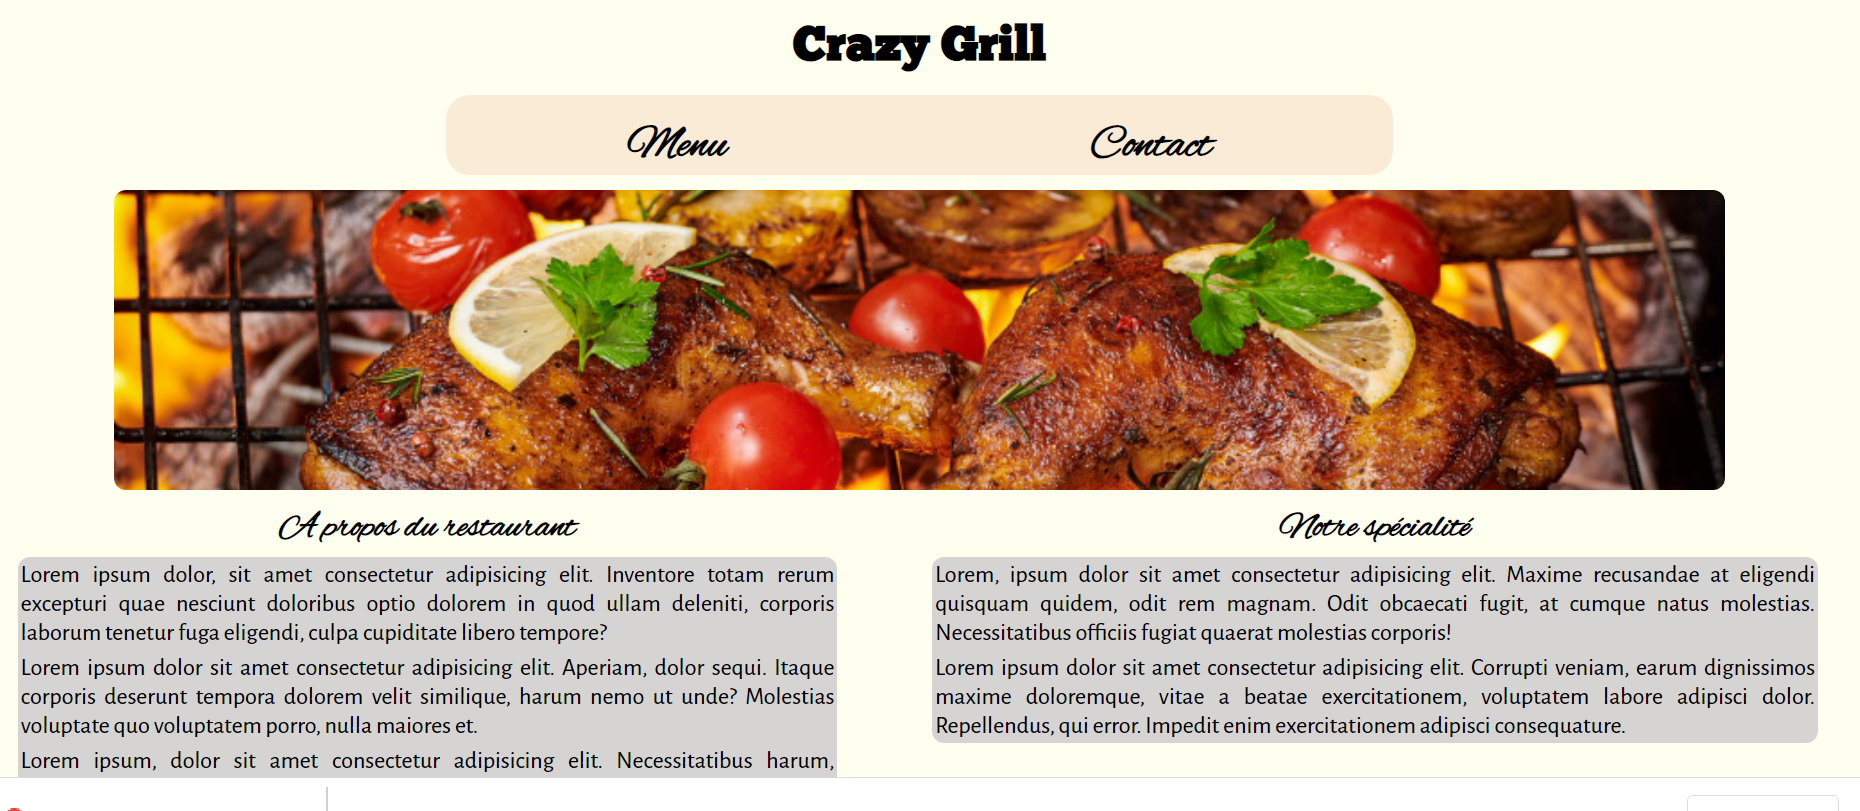 Crazy Grill
Menu
Contact
A propos du restaurant
Lorem ipsum dolor, sit amet consectetur adipisicing elit. Inventore totam rerum
excepturi quae nesciunt doloribus optio dolorem in quod ullam deleniti, corporis
laborum tenetur fuga eligendi, culpa cupiditate libero tempore?
Lorem ipsum dolor sit amet consectetur adipisicing elit. Aperiam, dolor sequi. Itaque
corporis deserunt tempora dolorem velit similique, harum nemo ut unde? Molestias
voluptate quo voluptatem porro, nulla maiores et.
Lorem ipsum, dolor sit amet consectetur adipisicing elit. Necessitatibus harum,
Notre spécialité
Lorem, ipsum dolor sit amet consectetur adipisicing elit. Maxime recusandae at eligendi
quisquam quidem, odit rem magnam. Odit obcaecati fugit, at cumque natus molestias.
Necessitatibus officiis fugiat quaerat molestias corporis!
Lorem ipsum dolor sit amet consectetur adipisicing elit. Corrupti veniam, earum dignissimos
maxime doloremque, vitae a beatae exercitationem, voluptatem labore adipisci dolor.
Repellendus, qui error. Impedit enim exercitationem adipisci consequature.